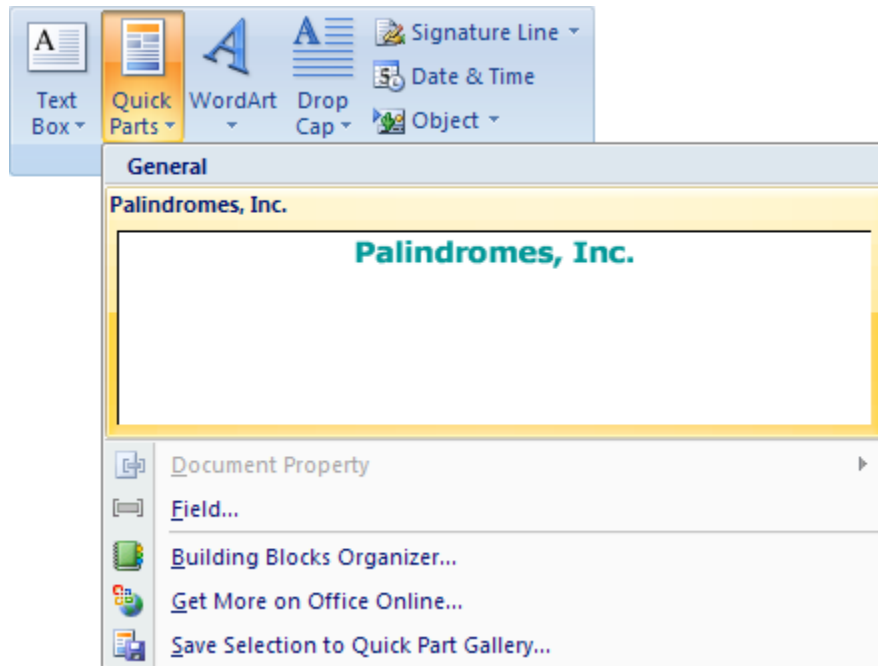 A
A
Signature Line
5
Date & Time
Text Box
Quick Parts
WordArt
Drop Cap
Object
General
Palindromes, Inc.
Palindromes, Inc.
Document Property
Field...
Building Blocks Organizer...
Get More on Office Online...
Save Selection to Quick Part Gallery...